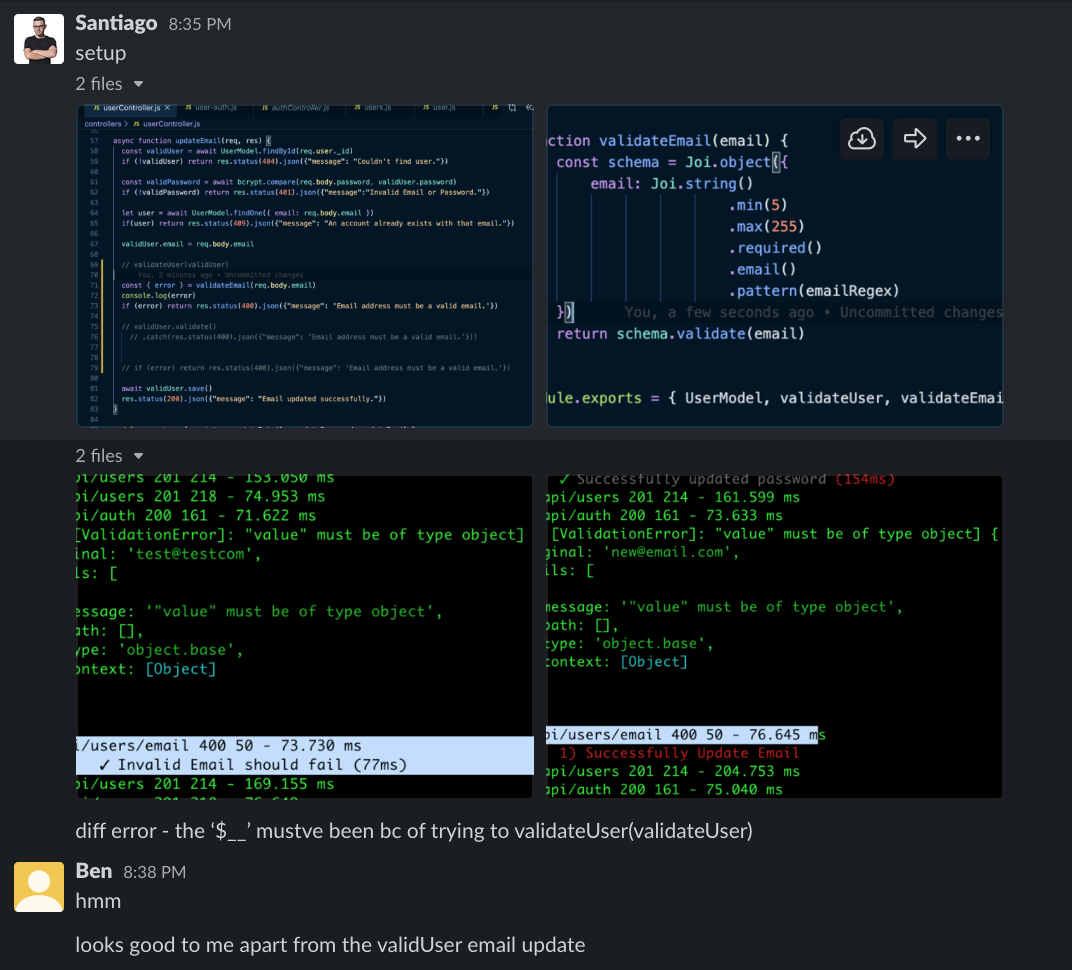 Santiago 8:35 PM
setup
2 files
JS userController.js ×
JS user-auth.js
JS authController.js
JS users.js
JS user.js
JS
controllers > JS userController.js
57 async function updateEmail(req, res) {
58 const validUser = await UserModel.findById(req.user._id)
59 if (!validUser) return res.status(404).json({"message": "Couldn't find user."})
60
61 const validPassword = await bcrypt.compare(req.body.password, validUser.password)
62 if (!validPassword) return res.status(401).json({"message":"Invalid Email or Password."})
63
64 let user = await UserModel.findOne({ email: req.body.email })
65 if(user) return res.status(409).json({"message": "An account already exists with that email."})
66
67 validUser.email = req.body.email
68
69 // validateUser(validUser)
70 You, 2 minutes ago • Uncommitted changes
71 const { error } = validateEmail(req.body.email)
72 console.log(error)
73 if (error) return res.status(400).json({"message": 'Email address must be a valid email.'})
74
75 // validUser.validate()
76 // .catch(res.status(400).json({"message": 'Email address must be a valid email.'}))
77
78
79 // if (error) return res.status(400).json({"message": 'Email address must be a valid email.'})
80
81 await validUser.save()
82 res.status(200).json({"message": "Email updated successfully."})
83 }
84
ction validateEmail(email) {
const schema = Joi.object({
email: Joi.string()
.min(5)
.max(255)
.required()
.email()
.pattern(emailRegex)
})
You, a few seconds ago • Uncommitted changes
return schema.validate(email)
ule.exports = { UserModel, validateUser, validateEmai
2 files
pi/users 201 214 - 153.050 ms
pi/users 201 218 - 74.953 ms
pi/auth 200 161 - 71.622 ms
[ValidationError]: "value" must be of type object]
inal: 'test@testcom',
ls: [
essage: '"value" must be of type object',
ath: [],
ype: 'object.base',
ontext: [Object]
i/users/email 400 50 - 73.730 ms
✓ Invalid Email should fail (77ms)
pi/users 201 214 - 169.155 ms
✓ Successfully updated password (154ms)
api/users 201 214 - 161.599 ms
api/auth 200 161 - 73.633 ms
[ValidationError]: "value" must be of type object] {
ginal: 'new@email.com',
ils: [
message: '"value" must be of type object',
path: [],
type: 'object.base',
context: [Object]
pi/users/email 400 50 - 76.645 ms
1) Successfully Update Email
api/users 201 214 - 204.753 ms
api/auth 200 161 - 75.040 ms
diff error - the ‘$__’ mustve been bc of trying to validateUser(validateUser)
Ben 8:38 PM
hmm
looks good to me apart from the validUser email update